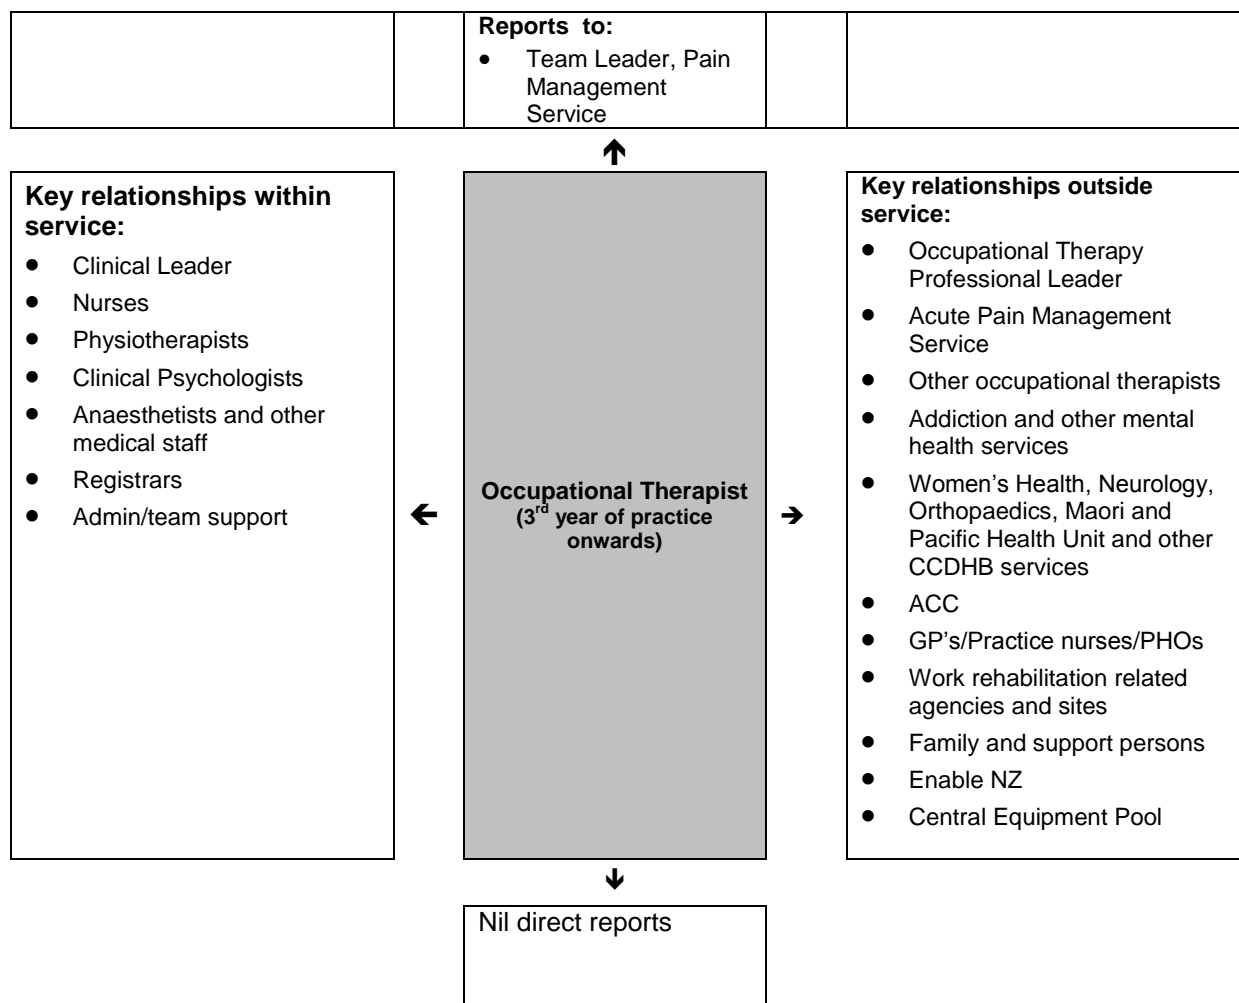 Reports to:
• Team Leader, Pain
Management
Service
🡹
Key relationships within
service:
• Clinical Leader
• Nurses
• Physiotherapists
• Clinical Psychologists
• Anaesthetists and other
medical staff
• Registrars
• Admin/team support
🡸
Occupational Therapist
(3rd year of practice
onwards)
🡺
Key relationships outside
service:
• Occupational Therapy
Professional Leader
• Acute Pain Management
Service
• Other occupational therapists
• Addiction and other mental
health services
• Women’s Health, Neurology,
Orthopaedics, Maori and
Pacific Health Unit and other
CCDHB services
• ACC
• GP’s/Practice nurses/PHOs
• Work rehabilitation related
agencies and sites
• Family and support persons
• Enable NZ
• Central Equipment Pool
🡻
Nil direct reports